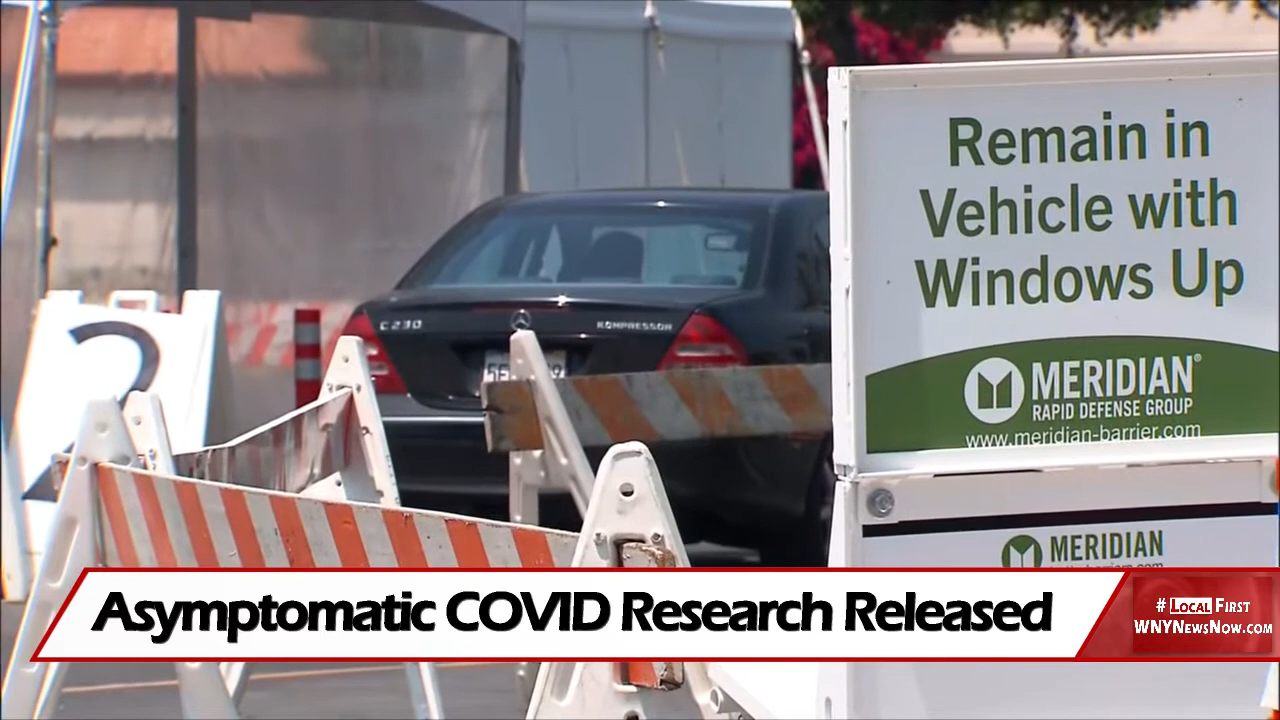 Remain in
Vehicle with
Windows Up
MERIDIAN®
RAPID DEFENSE GROUP
www.meridian-barrier.com
C 230
KOMPRESSOR
2
MERIDIAN
Asymptomatic COVID Research Released
# LOCAL FIRST
WNYNEWSNOW.COM